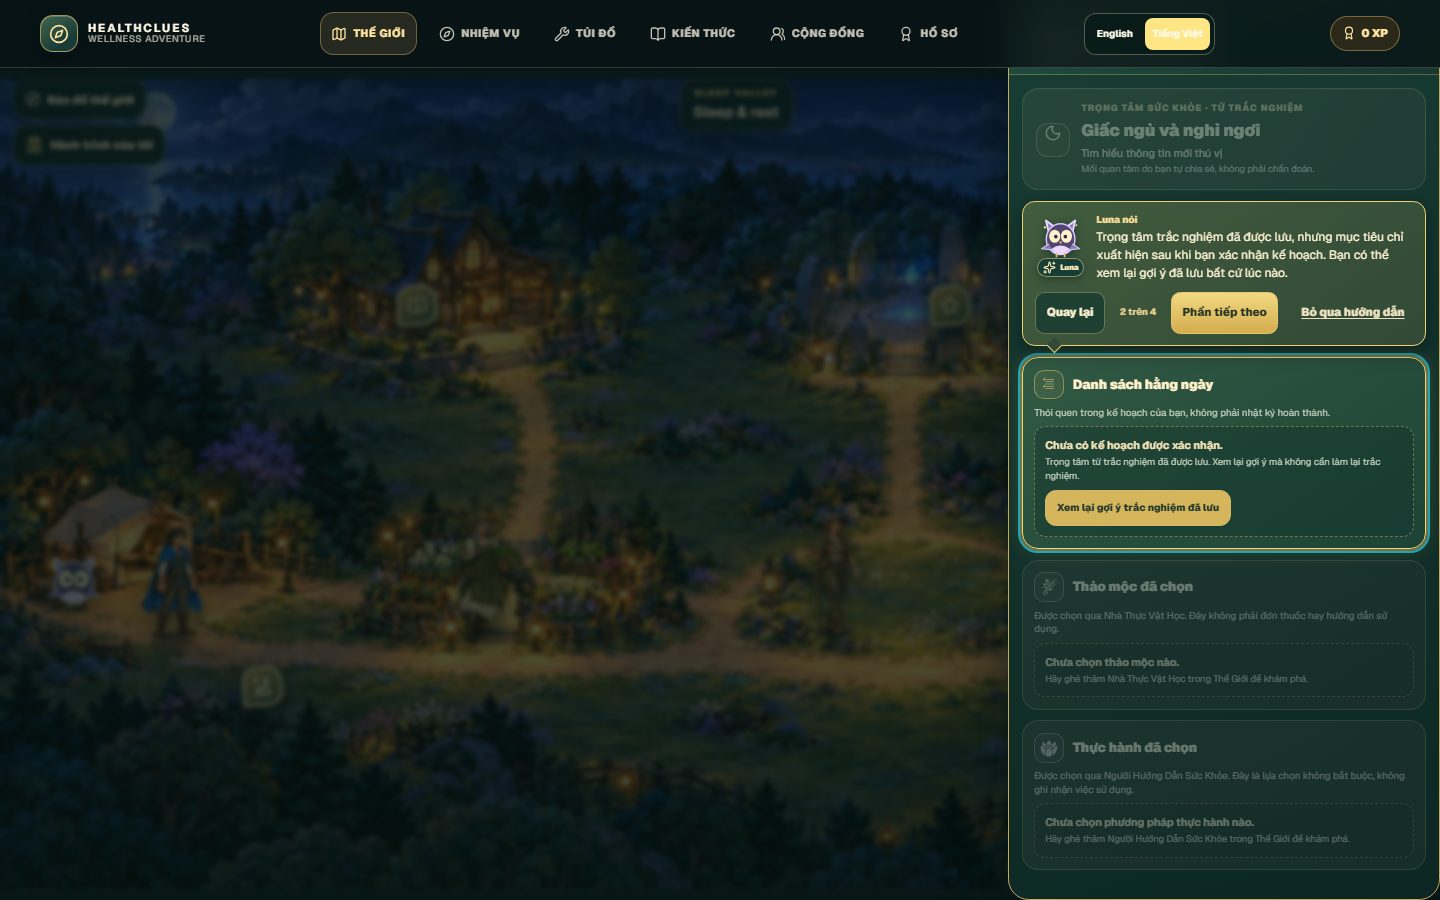 HEALTHCLUES
WELLNESS ADVENTURE
THẾ GIỚI
NHIỆM VỤ
TÚI ĐỒ
KIẾN THỨC
CỘNG ĐỒNG
HỒ SƠ
English
Tiếng Việt
0 XP
Bản đồ thế giới
Hành trình của tôi
SLEEP VALLEY
Sleep & rest
TRỌNG TÂM SỨC KHỎE · TỪ TRẮC NGHIỆM
Giấc ngủ và nghỉ ngơi
Tìm hiểu thông tin mới thú vị
Mối quan tâm do bạn tự chia sẻ, không phải chẩn đoán.
Luna nói
Trọng tâm trắc nghiệm đã được lưu, nhưng mục tiêu chỉ
xuất hiện sau khi bạn xác nhận kế hoạch. Bạn có thể
xem lại gợi ý đã lưu bất cứ lúc nào.
Luna
Quay lại
2 trên 4
Phần tiếp theo
Bỏ qua hướng dẫn
Danh sách hằng ngày
Thói quen trong kế hoạch của bạn, không phải nhật ký hoàn thành.
Chưa có kế hoạch được xác nhận.
Trọng tâm từ trắc nghiệm đã được lưu. Xem lại gợi ý mà không cần làm lại trắc
nghiệm.
Xem lại gợi ý trắc nghiệm đã lưu
Thảo mộc đã chọn
Được chọn qua Nhà Thực Vật Học. Đây không phải đơn thuốc hay hướng dẫn sử
dụng.
Chưa chọn thảo mộc nào.
Hãy ghé thăm Nhà Thực Vật Học trong Thế Giới để khám phá.
Thực hành đã chọn
Được chọn qua Người Hướng Dẫn Sức Khỏe. Đây là lựa chọn không bắt buộc, không
ghi nhận việc sử dụng.
Chưa chọn phương pháp thực hành nào.
Hãy ghé thăm Người Hướng Dẫn Sức Khỏe trong Thế Giới để khám phá.